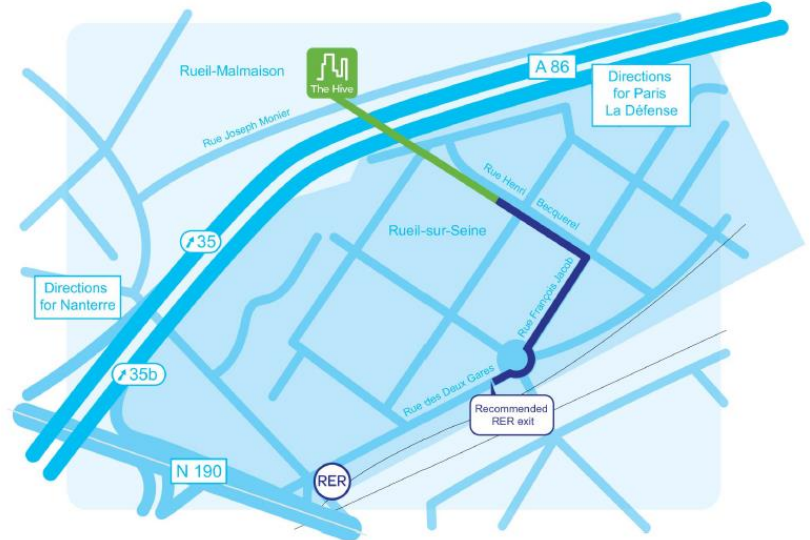 Rueil-Malmaison
The Hive
A 86
Directions
for Paris
La Défense
Rue Joseph Monier
Rue Henri Becquerel
35
Rueil-sur-Seine
Directions
for Nanterre
Rue François Jacob
35b
Rue des Deux Gares
Recommended
RER exit
N 190
RER